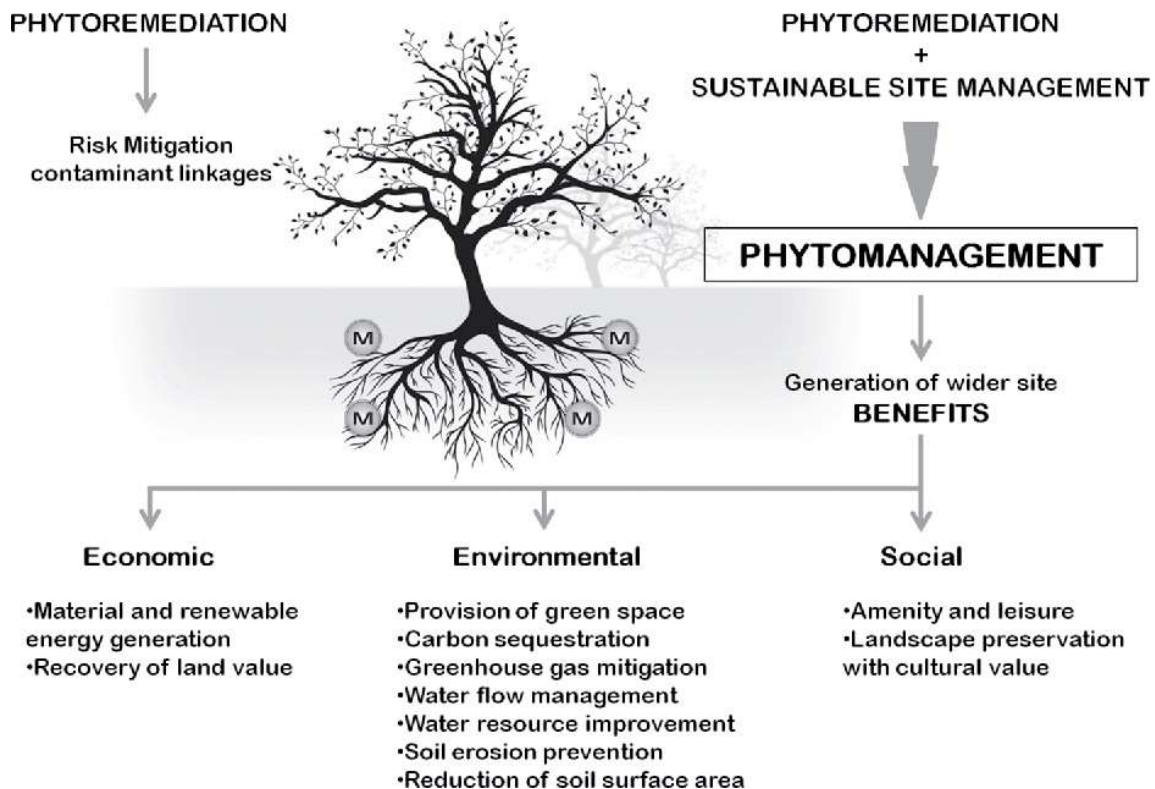 PHYTOREMEDIATION
Risk Mitigation
contaminant linkages
PHYTOREMEDIATION
+
SUSTAINABLE SITE MANAGEMENT
PHYTOMANAGEMENT
M
M
M
M
Generation of wider site
BENEFITS
Economic
•Material and renewable
energy generation
•Recovery of land value
Environmental
•Provision of green space
•Carbon sequestration
•Greenhouse gas mitigation
•Water flow management
•Water resource improvement
•Soil erosion prevention
•Reduction of soil surface area
Social
•Amenity and leisure
•Landscape preservation
with cultural value